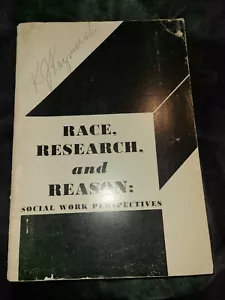 RACE,
RESEARCH,
and
REASON:
SOCIAL WORK PERSPECTIVES